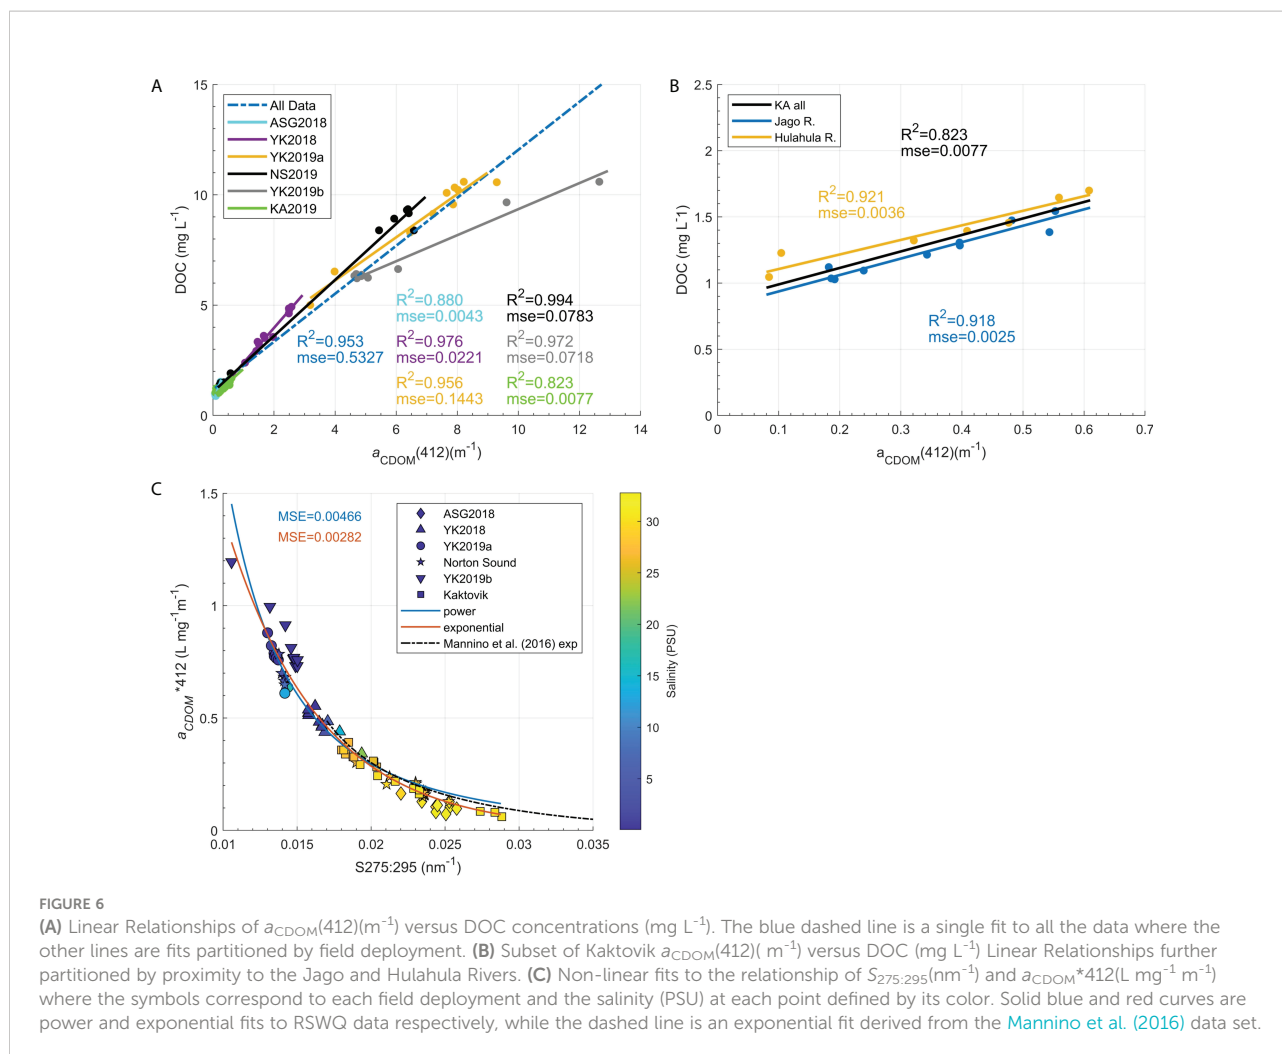 A
15
10
5
0
DOC (mg L⁻¹)
All Data
ASG2018
YK2018
YK2019a
NS2019
YK2019b
KA2019
R²=0.953
mse=0.5327
R²=0.880
mse=0.0043
R²=0.976
mse=0.0221
R²=0.956
mse=0.1443
R²=0.994
mse=0.0783
R²=0.972
mse=0.0718
R²=0.823
mse=0.0077
0 2 4 6 8 10 12 14
aCDOM(412)(m⁻¹)
B
2.5
2
1.5
1
0.5
0
DOC (mg L⁻1)
KA all
Jago R.
Hulahula R.
R²=0.823
mse=0.0077
R²=0.921
mse=0.0036
R²=0.918
mse=0.0025
0 0.1 0.2 0.3 0.4 0.5 0.6 0.7
aCDOM(412)(m⁻¹)
C
1.5
1
0.5
0
aCDOM*412 (L mg⁻¹m⁻¹)
MSE=0.00466
MSE=0.00282
ASG2018
YK2018
YK2019a
Norton Sound
YK2019b
Kaktovik
power
exponential
Mannino et al. (2016) exp
0.01 0.015 0.02 0.025 0.03 0.035
S275:295 (nm⁻¹)
30
25
20
15
10
5
Salinity (PSU)
FIGURE 6
(A) Linear Relationships of aCDOM(412)(m⁻¹) versus DOC concentrations (mg L⁻¹). The blue dashed line is a single fit to all the data where the
other lines are fits partitioned by field deployment. (B) Subset of Kaktovik aCDOM(412)( m⁻¹) versus DOC (mg L⁻¹) Linear Relationships further
partitioned by proximity to the Jago and Hulahula Rivers. (C) Non-linear fits to the relationship of S275:295(nm⁻¹) and aCDOM*412(L mg⁻¹ m⁻¹)
where the symbols correspond to each field deployment and the salinity (PSU) at each point defined by its color. Solid blue and red curves are
power and exponential fits to RSWQ data respectively, while the dashed line is an exponential fit derived from the Mannino et al. (2016) data set.